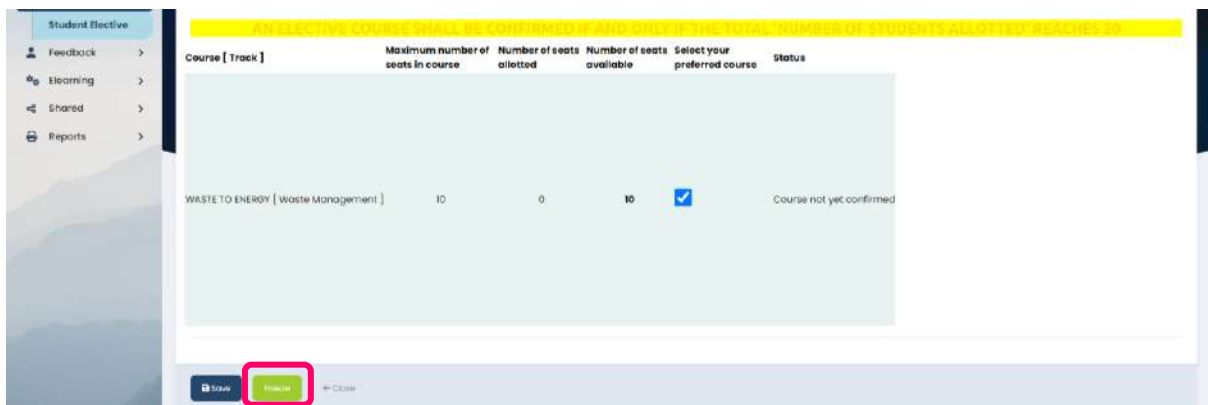 Student Elective
AN ELECTIVE COURSE SHALL BE CONFIRMED IF AND ONLY IF THE TOTAL 'NUMBER OF STUDENTS ALLOTTED' REACHES 20
Feedback
Elearning
Shared
Reports
Course [ Track ]
Maximum number of seats in course
Number of seats allotted
Number of seats available
Select your preferred course
Status
WASTE TO ENERGY [ Waste Management ] 10 0 10 Course not yet confirmed
Save Freeze Close